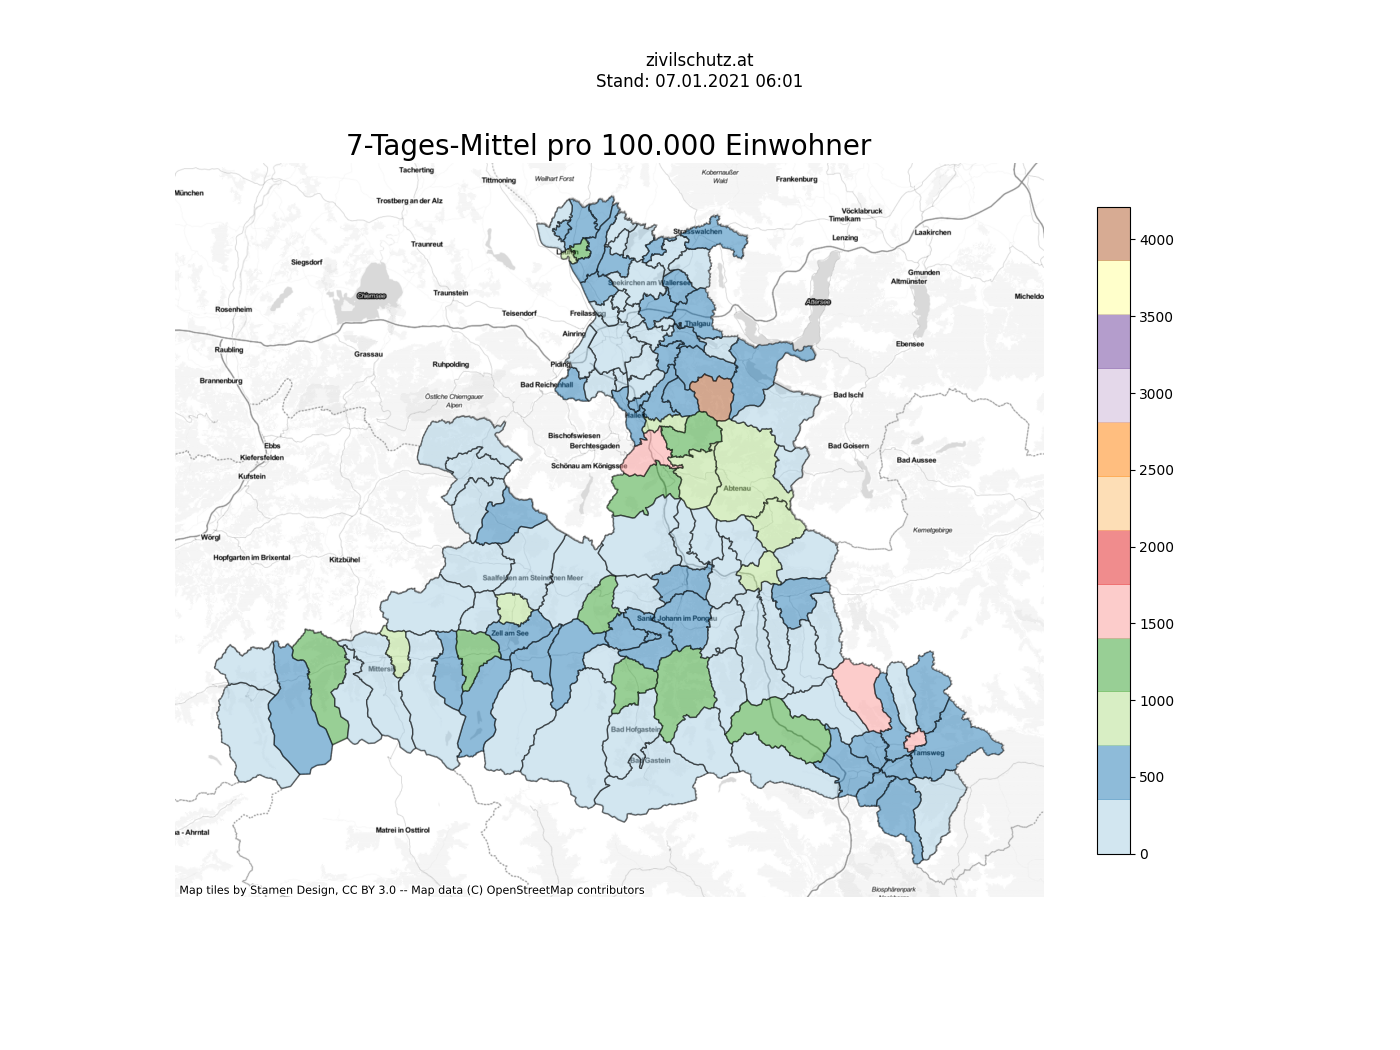 zivilschutz.at
Stand: 07.01.2021 06:01
7-Tages-Mittel pro 100.000 Einwohner
Tacherting
Tittmoning
Weilhart Forst
Kobernaußer
Wald
Frankenburg
München
Trostberg an der Alz
Vöcklabruck
Timelkam
Laakirchen
Strasswalchen
Lenzing
Traunreut
Siegsdorf
Gmunden
Altmünster
Seekirchen am Wallersee
Chiemsee
Traunstein
Micheldo
Attersee
Rosenheim
Teisendorf
Freilassing
Thalgau
Ainring
Ebensee
Raubling
Grassau
Ruhpolding
Piding
Brannenburg
Bad Reichenhall
Östliche Chiemgauer
Alpen
Bad Ischl
Hallein
Bischofswiesen
Berchtesgaden
Ebbs
Kiefersfelden
Bad Goisern
Bad Aussee
Schönau am Königssee
Kufstein
Abtenau
Kemetgebirge
Wörgl
Hopfgarten im Brixental
Kitzbühel
Saalfelden am Steinernen Meer
Sankt Johann im Pongau
Zell am See
Mittersill
Bad Hofgastein
Bad Gastein
Tamsweg
a - Ahrntal
Matrei in Osttirol
Biosphärenpark
Map tiles by Stamen Design, CC BY 3.0 -- Map data (C) OpenStreetMap contributors
4000
3500
3000
2500
2000
1500
1000
500
0